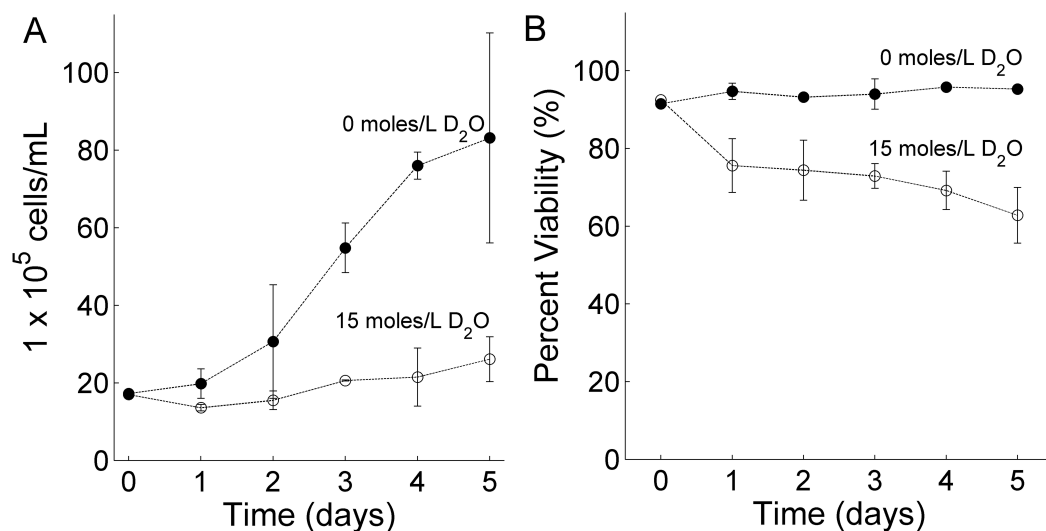 A
1 x 10⁵ cells/mL
100
80
60
40
20
0
0 moles/L D₂O
15 moles/L D₂O
0 1 2 3 4 5
Time (days)
B
Percent Viability (%)
100
80
60
40
20
0
0 moles/L D₂O
15 moles/L D₂O
0 1 2 3 4 5
Time (days)